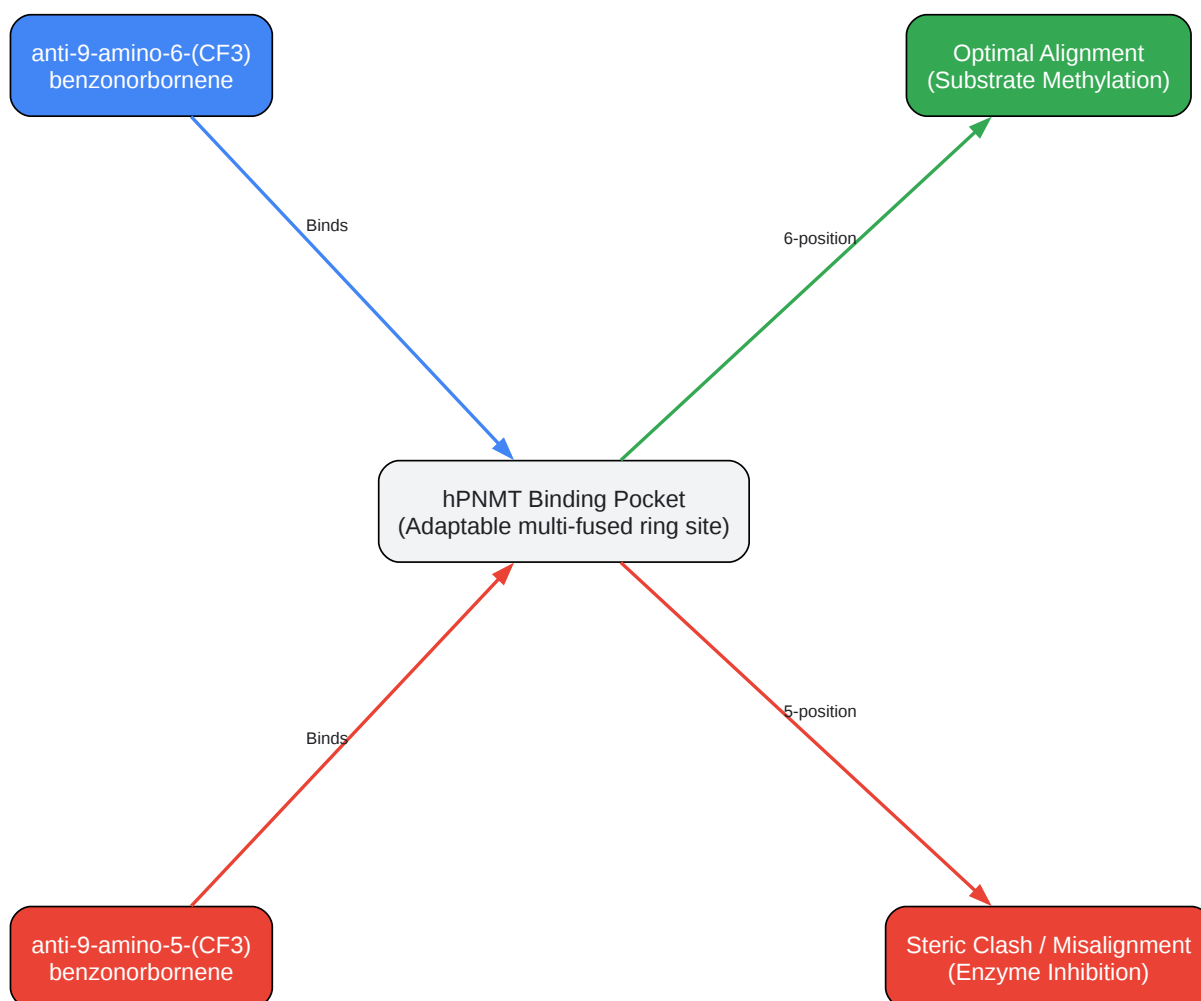 anti-9-amino-6-(CF3)
benzonorbornene
Optimal Alignment
(Substrate Methylation)
Binds
6-position
hPNMT Binding Pocket
(Adaptable multi-fused ring site)
Binds
5-position
anti-9-amino-5-(CF3)
benzonorbornene
Steric Clash / Misalignment
(Enzyme Inhibition)